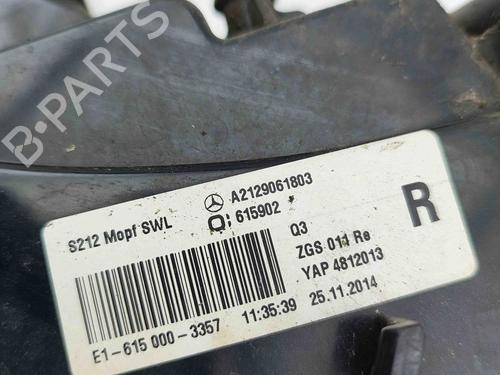 B-PARTS
S212 Mopf SWL
A2129061803
Q: 615902
Q3
R
ZGS 011 Re
YAP 4812013
E1-615 000-3357 11:35:39 25.11.2014